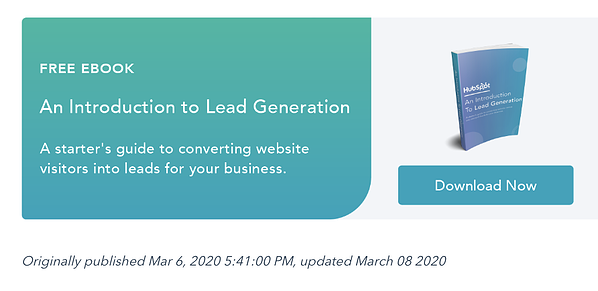 FREE EBOOK
An Introduction to Lead Generation
A starter's guide to converting website
visitors into leads for your business.
HubSpot
An Introduction
To Lead Generation
Download Now
Originally published Mar 6, 2020 5:41:00 PM, updated March 08 2020